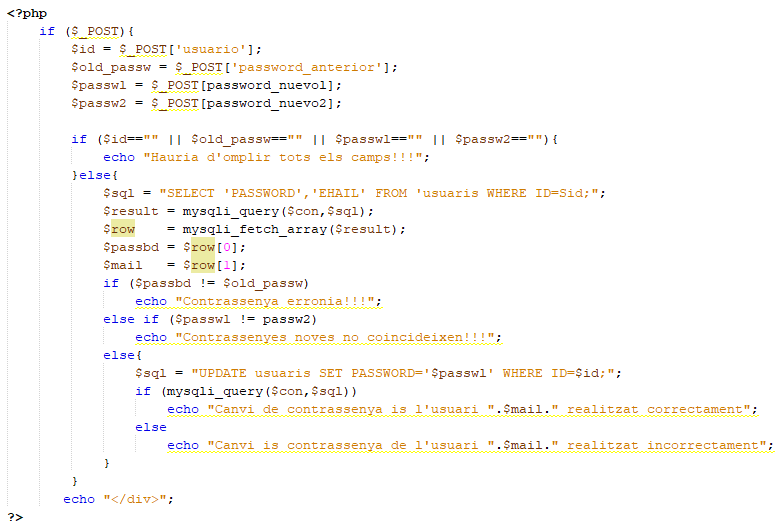 <?php
if ($_POST){
$id = $_POST['usuario'];
$old_passw = $_POST['password_anterior'];
$passw1 = $_POST[password_nuevo1];
$passw2 = $_POST[password_nuevo2];
if ($id=="" || $old_passw=="" || $passw1=="" || $passw2==""){
echo "Hauria d'omplir tots els camps!!!";
}else{
$sql = "SELECT 'PASSWORD','EHAIL' FROM 'usuaris WHERE ID=Sid;";
$result = mysqli_query($con,$sql);
$row = mysqli_fetch_array($result);
$passbd = $row[0];
$mail = $row[1];
if ($passbd != $old_passw)
echo "Contrassenya erronia!!!";
else if ($passw1 != passw2)
echo "Contrassenyes noves no coincideixen!!!";
else{
$sql = "UPDATE usuaris SET PASSWORD='$passw1' WHERE ID=$id;";
if (mysqli_query($con,$sql))
echo "Canvi de contrassenya is l'usuari ".$mail." realitzat correctament";
else
echo "Canvi is contrassenya de l'usuari ".$mail." realitzat incorrectament";
}
}
echo "</div>";
?>